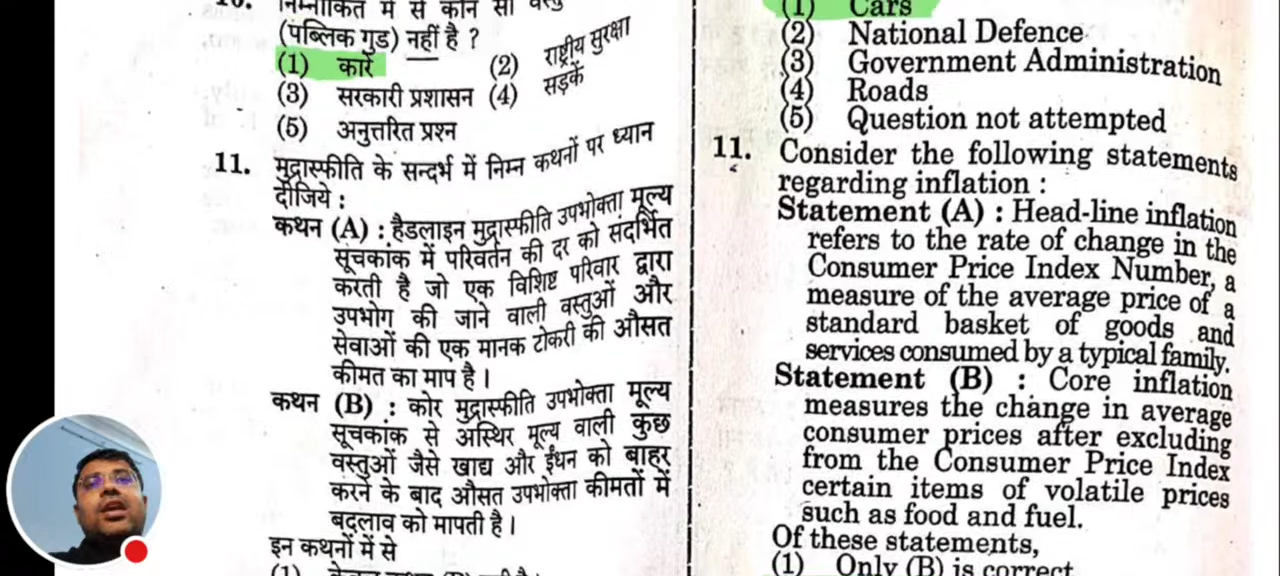 10. निम्नांकित में से कौन सी वस्तु
(पब्लिक गुड) नहीं है ?
(1) कारें (2) राष्ट्रीय सुरक्षा
(3) सरकारी प्रशासन (4) सड़कें
(5) अनुत्तरित प्रश्न
11. मुद्रास्फीति के सन्दर्भ में निम्न कथनों पर ध्यान
दीजिये :
कथन (A) : हैडलाइन मुद्रास्फीति उपभोक्ता मूल्य
सूचकांक में परिवर्तन की दर को संदर्भित
करती है जो एक विशिष्ट परिवार द्वारा
उपभोग की जाने वाली वस्तुओं और
सेवाओं की एक मानक टोकरी की औसत
कीमत का माप है ।
कथन (B) : कोर मुद्रास्फीति उपभोक्ता मूल्य
सूचकांक से अस्थिर मूल्य वाली कुछ
वस्तुओं जैसे खाद्य और ईंधन को बाहर
करने के बाद औसत उपभोक्ता कीमतों में
बदलाव को मापती है ।
इन कथनों में से
(1) केवल कथन (B) सही है ।
(1) Cars
(2) National Defence
(3) Government Administration
(4) Roads
(5) Question not attempted
11. Consider the following statements
regarding inflation :
Statement (A) : Head-line inflation
refers to the rate of change in the
Consumer Price Index Number, a
measure of the average price of a
standard basket of goods and
services consumed by a typical family.
Statement (B) : Core inflation
measures the change in average
consumer prices after excluding
from the Consumer Price Index
certain items of volatile prices
such as food and fuel.
Of these statements,
(1) Only (B) is correct